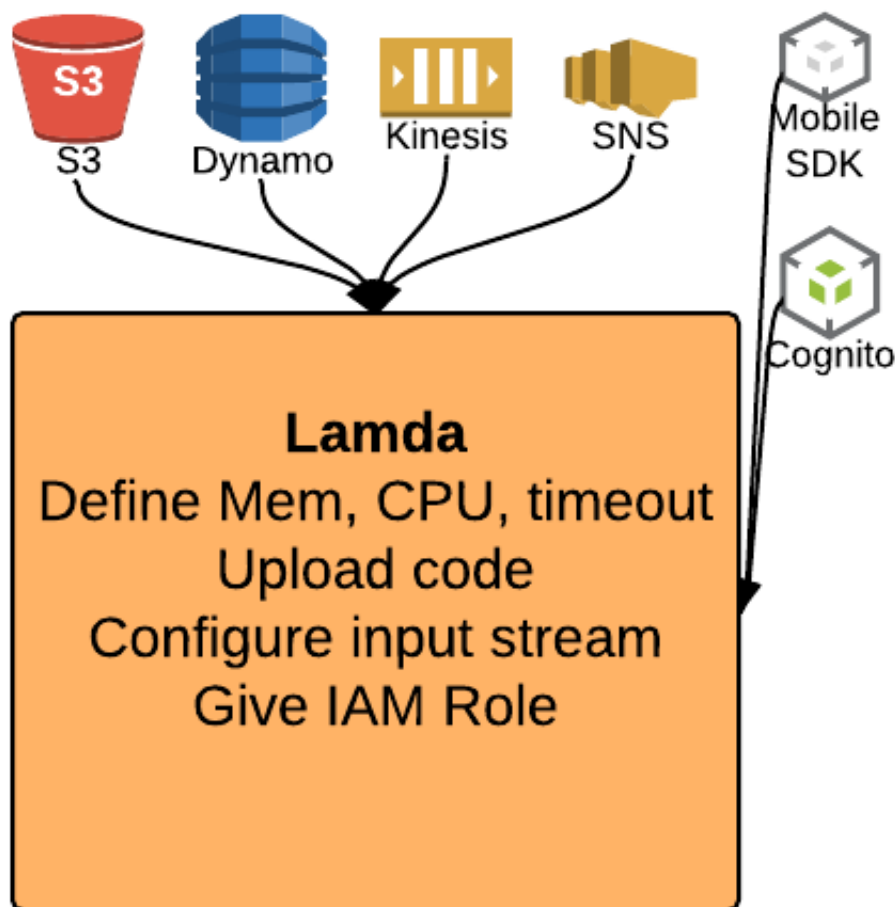 S3
S3
Dynamo
Kinesis
SNS
Mobile
SDK
Cognito
Lamda
Define Mem, CPU, timeout
Upload code
Configure input stream
Give IAM Role